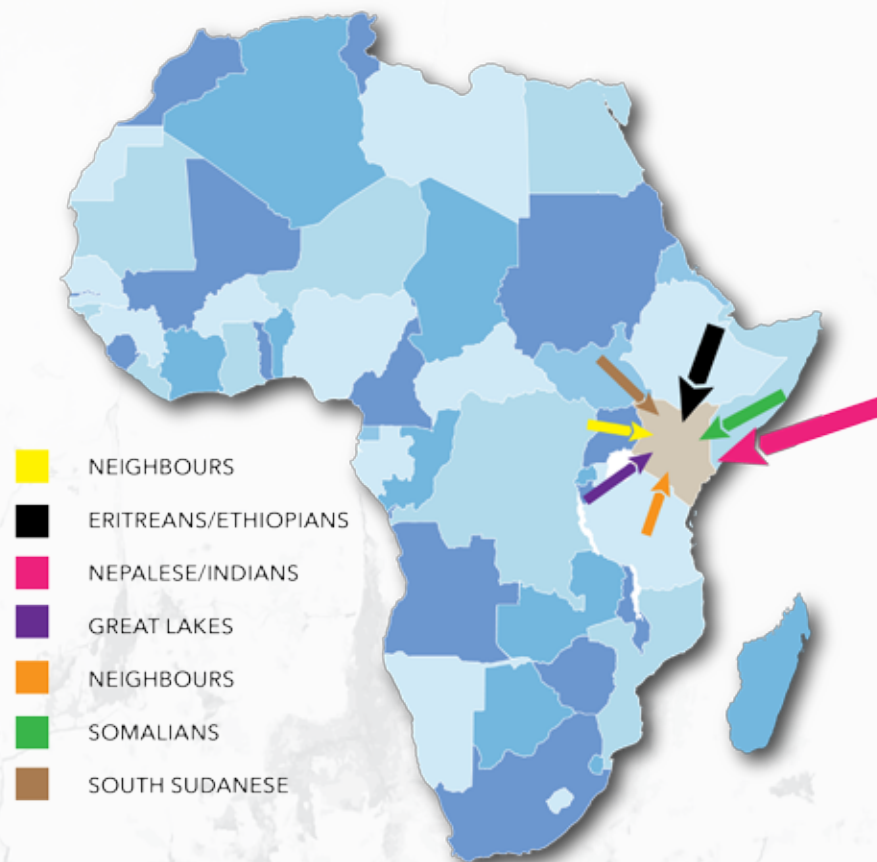 NEIGHBOURS
ERITREANS/ETHIOPIANS
NEPALESE/INDIANS
GREAT LAKES
NEIGHBOURS
SOMALIANS
SOUTH SUDANESE